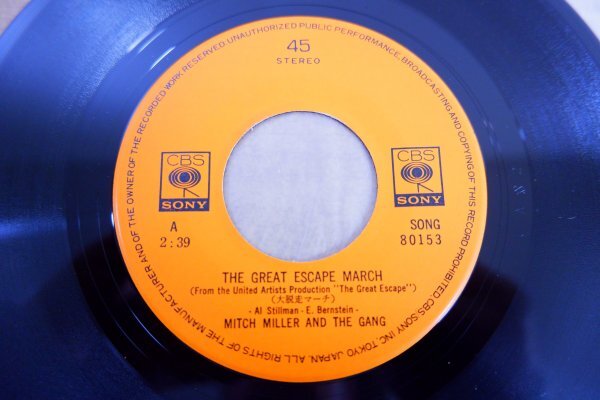 45
STEREO
CBS
SONY
CBS
SONY
A
2:39
SONG
80153
THE GREAT ESCAPE MARCH
(From the United Artists Production "The Great Escape")
(大脱走マーチ)
- Al Stillman - E. Bernstein -
MITCH MILLER AND THE GANG
ALL RIGHTS OF THE MANUFACTURER AND OF THE OWNER OF THE RECORDED WORK RESERVED·UNAUTHORIZED PUBLIC PERFORMANCE, BROADCASTING AND COPYING OF THIS RECORD PROHIBITED CBS/SONY INC. TOKYO JAPAN.